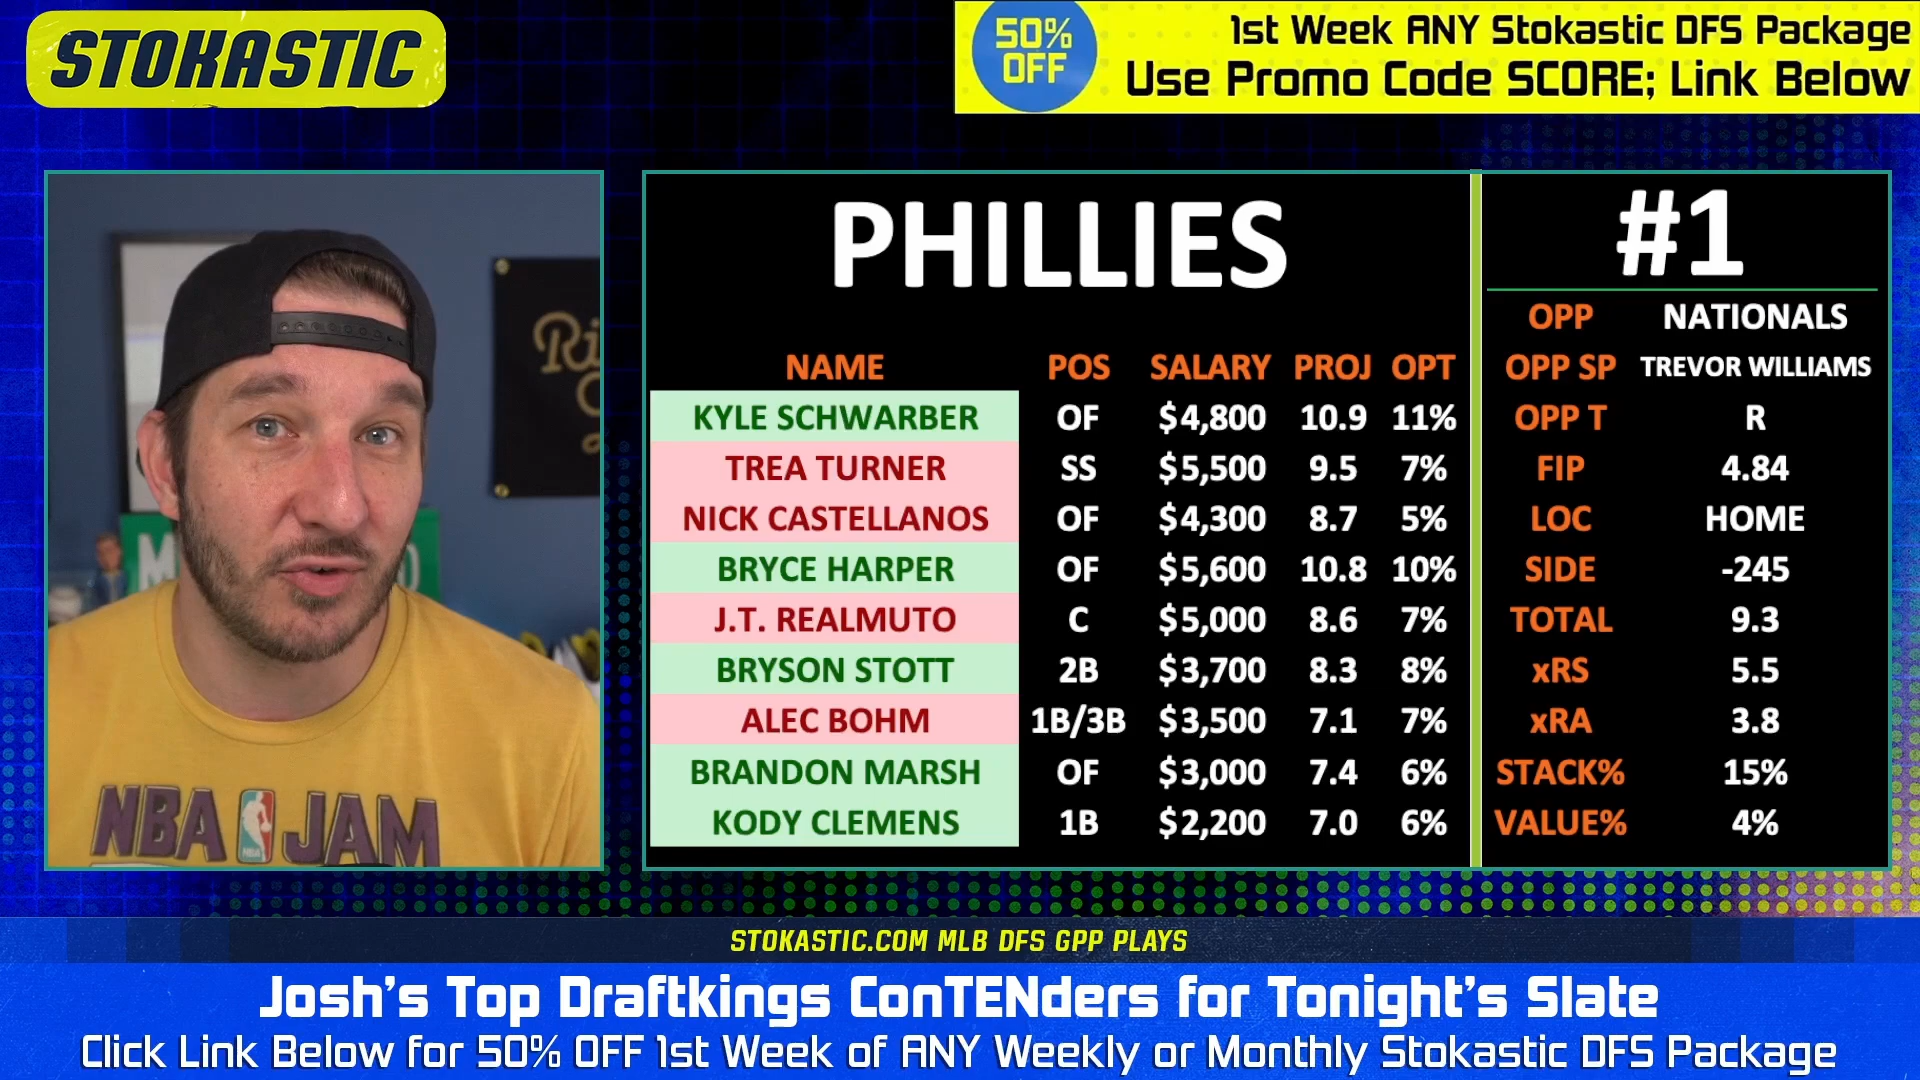 STOKASTIC
50% OFF
1st Week ANY Stokastic DFS Package
Use Promo Code SCORE; Link Below
NBA JAM
PHILLIES
NAME POS SALARY PROJ OPT
KYLE SCHWARBER OF $4,800 10.9 11%
TREA TURNER SS $5,500 9.5 7%
NICK CASTELLANOS OF $4,300 8.7 5%
BRYCE HARPER OF $5,600 10.8 10%
J.T. REALMUTO C $5,000 8.6 7%
BRYSON STOTT 2B $3,700 8.3 8%
ALEC BOHM 1B/3B $3,500 7.1 7%
BRANDON MARSH OF $3,000 7.4 6%
KODY CLEMENS 1B $2,200 7.0 6%
#1
OPP NATIONALS
OPP SP TREVOR WILLIAMS
OPP T R
FIP 4.84
LOC HOME
SIDE -245
TOTAL 9.3
xRS 5.5
xRA 3.8
STACK% 15%
VALUE% 4%
STOKASTIC.COM MLB DFS GPP PLAYS
Josh's Top Draftkings ConTENders for Tonight's Slate
Click Link Below for 50% OFF 1st Week of ANY Weekly or Monthly Stokastic DFS Package